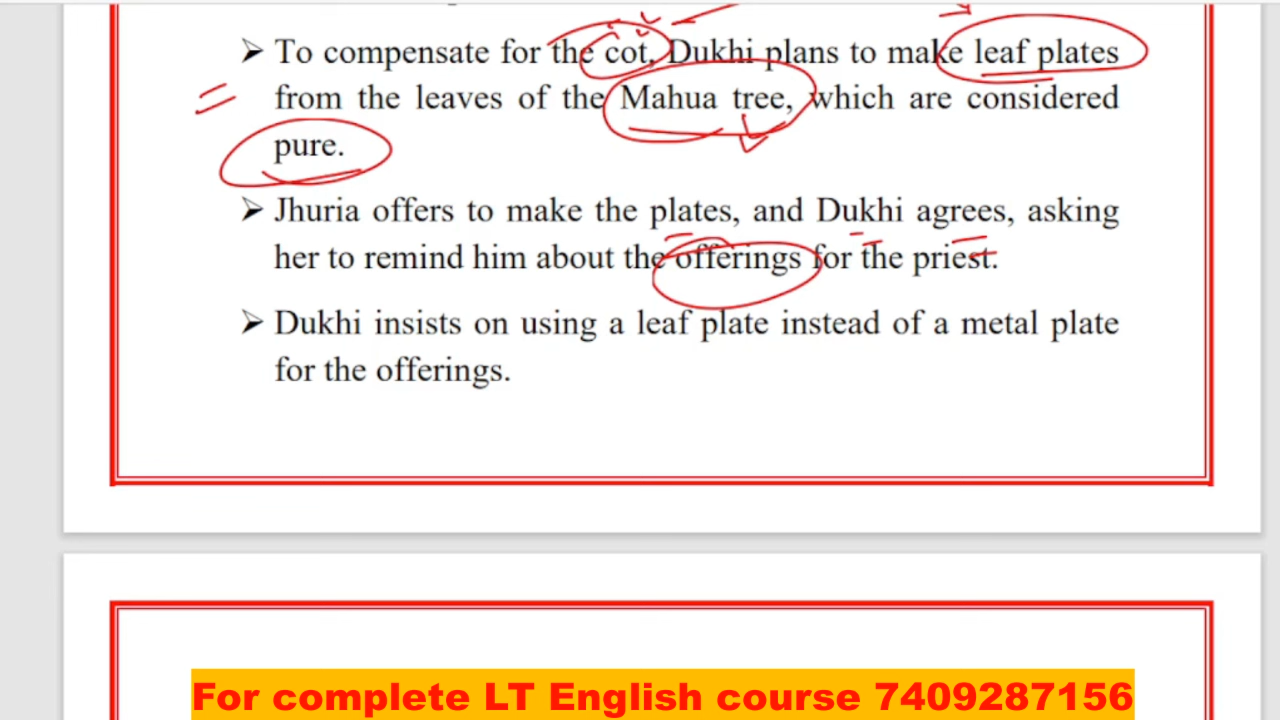 ➢ To compensate for the cot, Dukhi plans to make leaf plates
from the leaves of the Mahua tree, which are considered
pure.
➢ Jhuria offers to make the plates, and Dukhi agrees, asking
her to remind him about the offerings for the priest.
➢ Dukhi insists on using a leaf plate instead of a metal plate
for the offerings.
For complete LT English course 7409287156